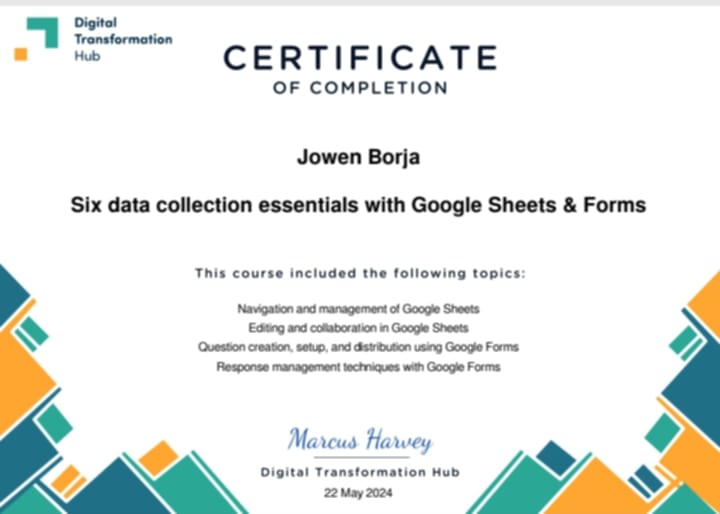 Digital
Transformation
Hub
CERTIFICATE
OF COMPLETION
Jowen Borja
Six data collection essentials with Google Sheets & Forms
This course included the following topics:
Navigation and management of Google Sheets
Editing and collaboration in Google Sheets
Question creation, setup, and distribution using Google Forms
Response management techniques with Google Forms
Marcus Harvey
Digital Transformation Hub
22 May 2024